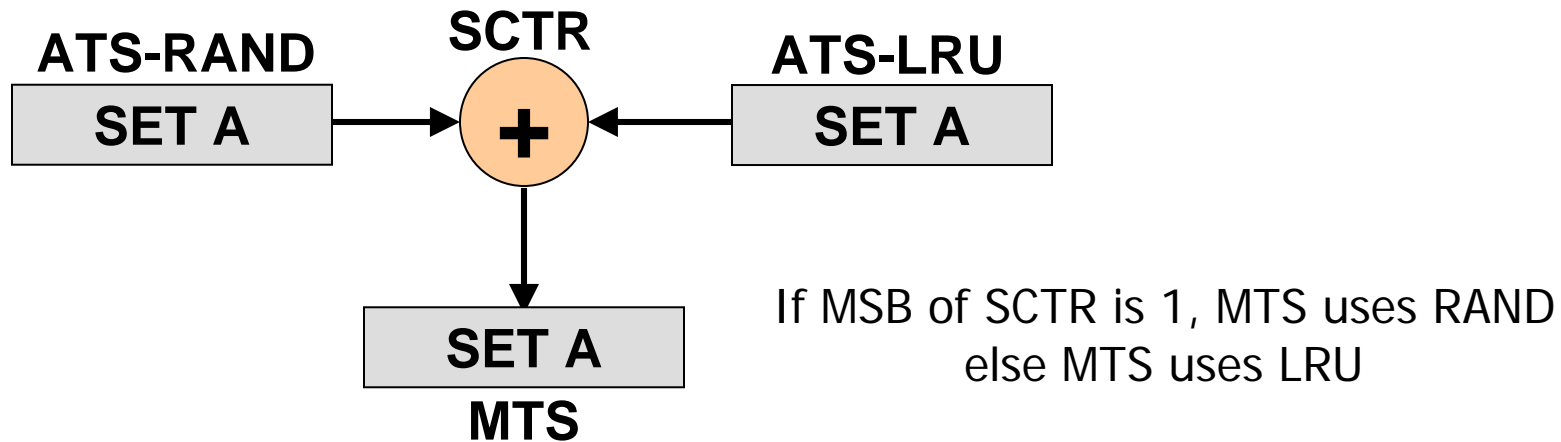 SCTR
ATS-RAND
ATS-LRU
SET A
+
SET A
If MSB of SCTR is 1, MTS uses RAND
else MTS uses LRU
SET A
MTS